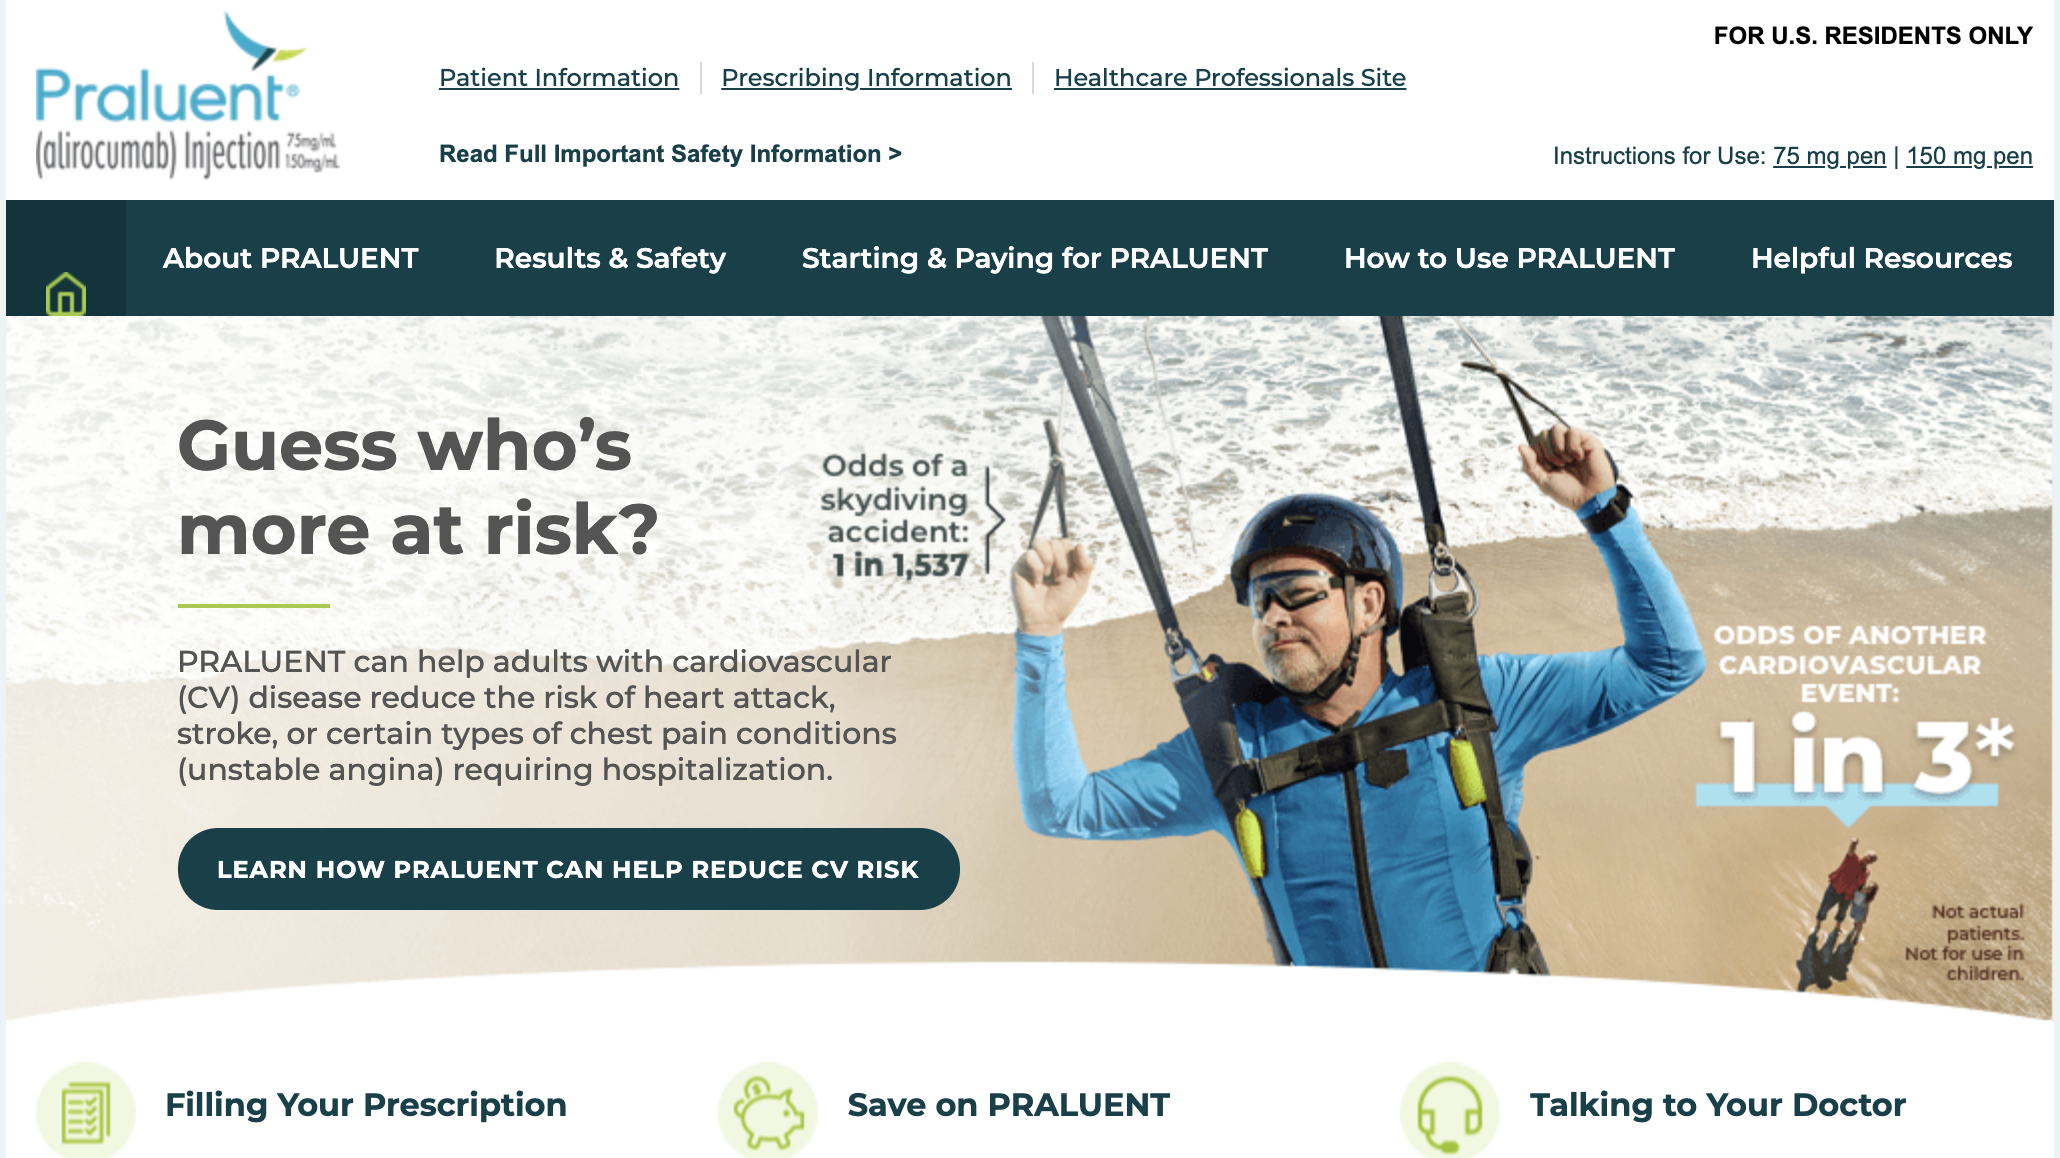 FOR U.S. RESIDENTS ONLY
Praluent®
(alirocumab) Injection 75mg/mL
150mg/mL
Patient Information
Prescribing Information
Healthcare Professionals Site
Read Full Important Safety Information >
Instructions for Use: 75 mg pen | 150 mg pen
About PRALUENT
Results & Safety
Starting & Paying for PRALUENT
How to Use PRALUENT
Helpful Resources
Guess who’s
more at risk?
PRALUENT can help adults with cardiovascular
(CV) disease reduce the risk of heart attack,
stroke, or certain types of chest pain conditions
(unstable angina) requiring hospitalization.
LEARN HOW PRALUENT CAN HELP REDUCE CV RISK
Odds of a
skydiving
accident:
1 in 1,537
ODDS OF ANOTHER
CARDIOVASCULAR
EVENT:
1 in 3*
Not actual
patients.
Not for use in
children.
Filling Your Prescription
Save on PRALUENT
Talking to Your Doctor